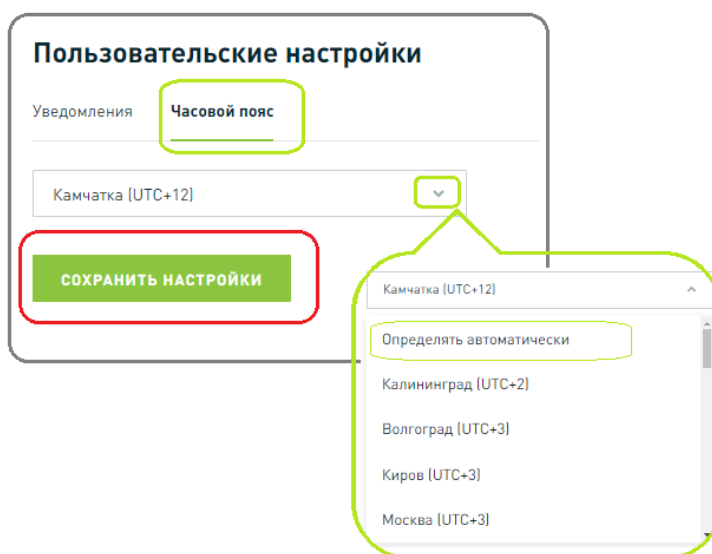 Пользовательские настройки
Уведомления Часовой пояс
Камчатка (UTC+12)
СОХРАНИТЬ НАСТРОЙКИ
Камчатка (UTC+12)
Определять автоматически
Калининград (UTC+2)
Волгоград (UTC+3)
Киров (UTC+3)
Москва (UTC+3)